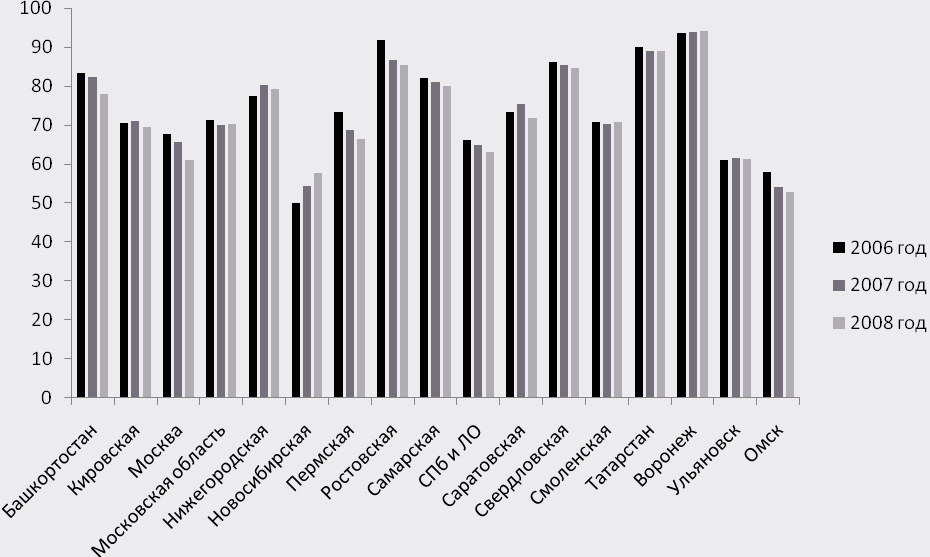 100
90
80
70
60
50
40
30
20
10
0
2006 год
2007 год
2008 год
Башкортостан
Кировская
Москва
Московская область
Нижегородская
Новосибирская
Пермская
Ростовская
Самарская
СПб и ЛО
Саратовская
Свердловская
Смоленская
Татарстан
Воронеж
Ульяновск
Омск